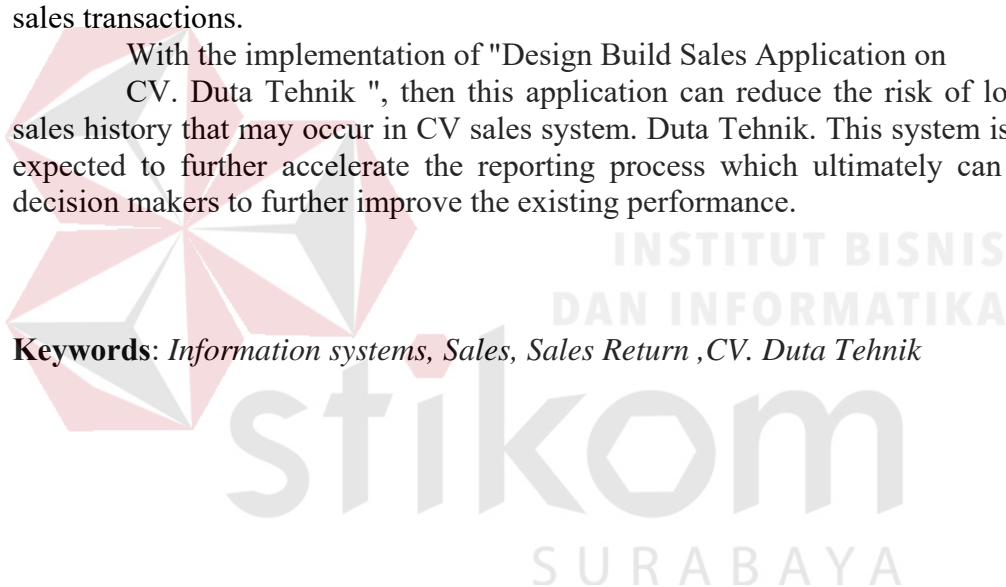 sales transactions.
With the implementation of "Design Build Sales Application on
CV. Duta Tehnik ", then this application can reduce the risk of
sales history that may occur in CV sales system. Duta Tehnik. This system is
expected to further accelerate the reporting process which ultimately can
decision makers to further improve the existing performance.
INSTITUT BISNIS
DAN INFORMATIKA
Keywords: Information systems, Sales, Sales Return ,CV. Duta Tehnik
stikom
SURABAYA